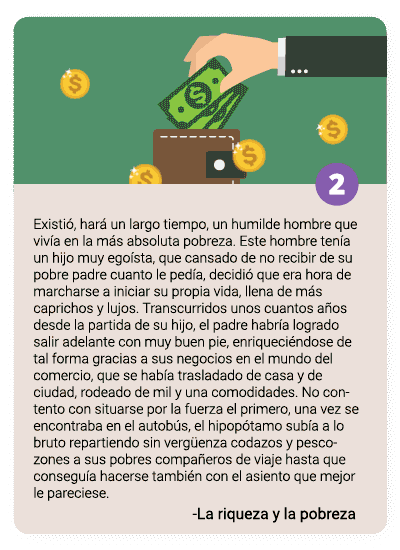 2
Existió, hará un largo tiempo, un humilde hombre que
vivía en la más absoluta pobreza. Este hombre tenía
un hijo muy egoísta, que cansado de no recibir de su
pobre padre cuanto le pedía, decidió que era hora de
marcharse a iniciar su propia vida, llena de más
caprichos y lujos. Transcurridos unos cuantos años
desde la partida de su hijo, el padre habría logrado
salir adelante con muy buen pie, enriqueciéndose de
tal forma gracias a sus negocios en el mundo del
comercio, que se había trasladado de casa y de
ciudad, rodeado de mil y una comodidades. No con-
tento con situarse por la fuerza el primero, una vez se
encontraba en el autobús, el hipopótamo subía a lo
bruto repartiendo sin vergüenza codazos y pesco-
zones a sus pobres compañeros de viaje hasta que
conseguía hacerse también con el asiento que mejor
le pareciese.
-La riqueza y la pobreza